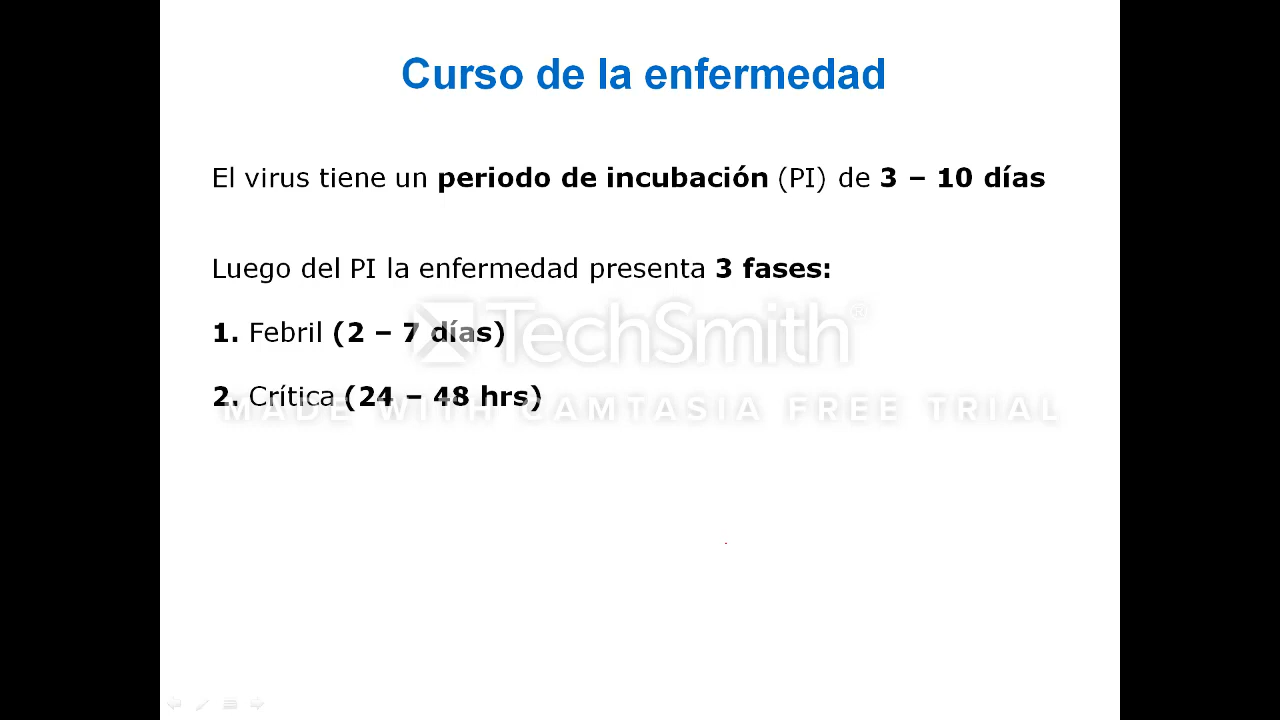 Curso de la enfermedad
El virus tiene un periodo de incubación (PI) de 3 – 10 días
Luego del PI la enfermedad presenta 3 fases:
1. Febril (2 – 7 días)
TechSmith®
2. Crítica (24 – 48 hrs)
MADE WITH CAMTASIA FREE TRIAL